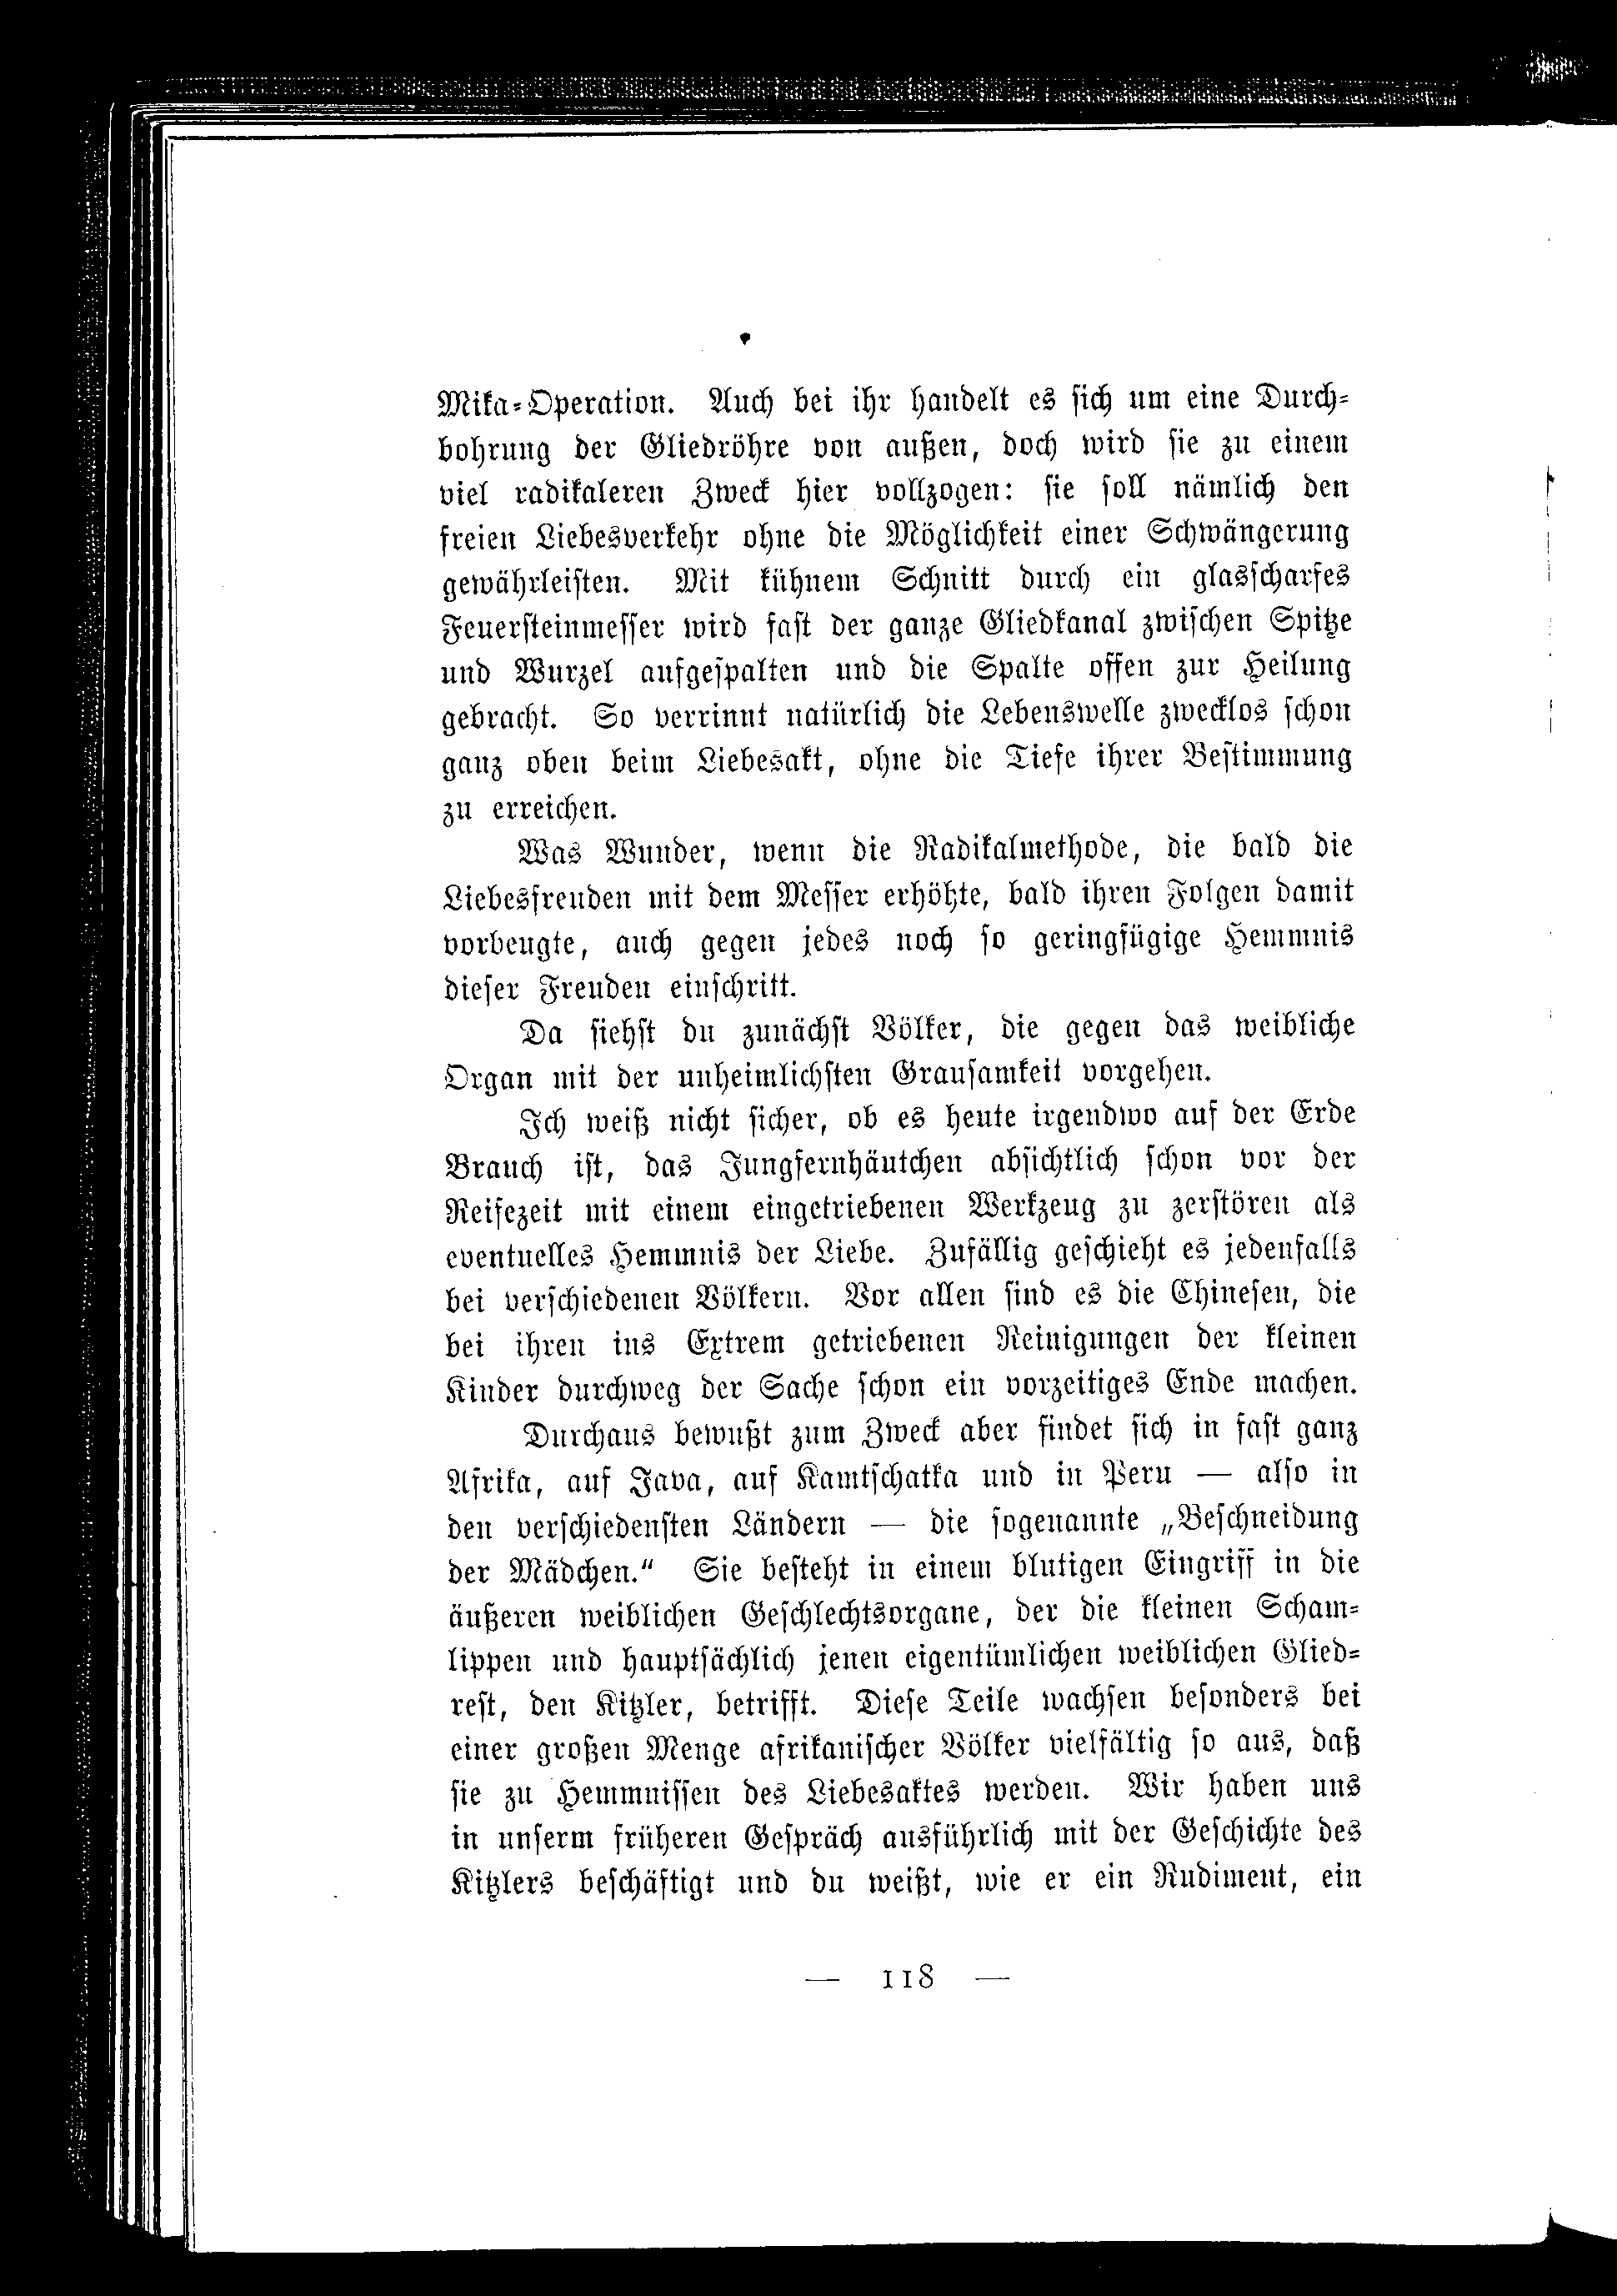 Mika-Operation. Auch bei ihr handelt es sich um eine Durch-
bohrung der Gliedröhre von außen, doch wird sie zu einem
viel radikaleren Zweck hier vollzogen: sie soll nämlich den
freien Liebesverkehr ohne die Möglichkeit einer Schwängerung
gewährleisten. Mit kühnem Schnitt durch ein glasscharfes
Feuersteinmesser wird fast der ganze Gliedkanal zwischen Spitze
und Wurzel aufgespalten und die Spalte offen zur Heilung
gebracht. So verrinnt natürlich die Lebenswelle zwecklos schon
ganz oben beim Liebesakt, ohne die Tiefe ihrer Bestimmung
zu erreichen.
Was Wunder, wenn die Radikalmethode, die bald die
Liebesfreuden mit dem Messer erhöhte, bald ihren Folgen damit
vorbeugte, auch gegen jedes noch so geringfügige Hemmnis
dieser Freuden einschritt.
Da siehst du zunächst Völker, die gegen das weibliche
Organ mit der unheimlichsten Grausamkeit vorgehen.
Ich weiß nicht sicher, ob es heute irgendwo auf der Erde
Brauch ist, das Jungfernhäutchen absichtlich schon vor der
Reifezeit mit einem eingetriebenen Werkzeug zu zerstören als
eventuelles Hemmnis der Liebe. Zufällig geschieht es jedenfalls
bei verschiedenen Völkern. Vor allen sind es die Chinesen, die
bei ihren ins Extrem getriebenen Reinigungen der kleinen
Kinder durchweg der Sache schon ein vorzeitiges Ende machen.
Durchaus bewußt zum Zweck aber findet sich in fast ganz
Afrika, auf Java, auf Kamtschatka und in Peru — also in
den verschiedensten Ländern — die sogenannte „Beschneidung
der Mädchen.“ Sie besteht in einem blutigen Eingriff in die
äußeren weiblichen Geschlechtsorgane, der die kleinen Scham-
lippen und hauptsächlich jenen eigentümlichen weiblichen Glied-
rest, den Kitzler, betrifft. Diese Teile wachsen besonders bei
einer großen Menge afrikanischer Völker vielfältig so aus, daß
sie zu Hemmnissen des Liebesaktes werden. Wir haben uns
in unserm früheren Gespräch ausführlich mit der Geschichte des
Kitzlers beschäftigt und du weißt, wie er ein Rudiment, ein
— 118 —